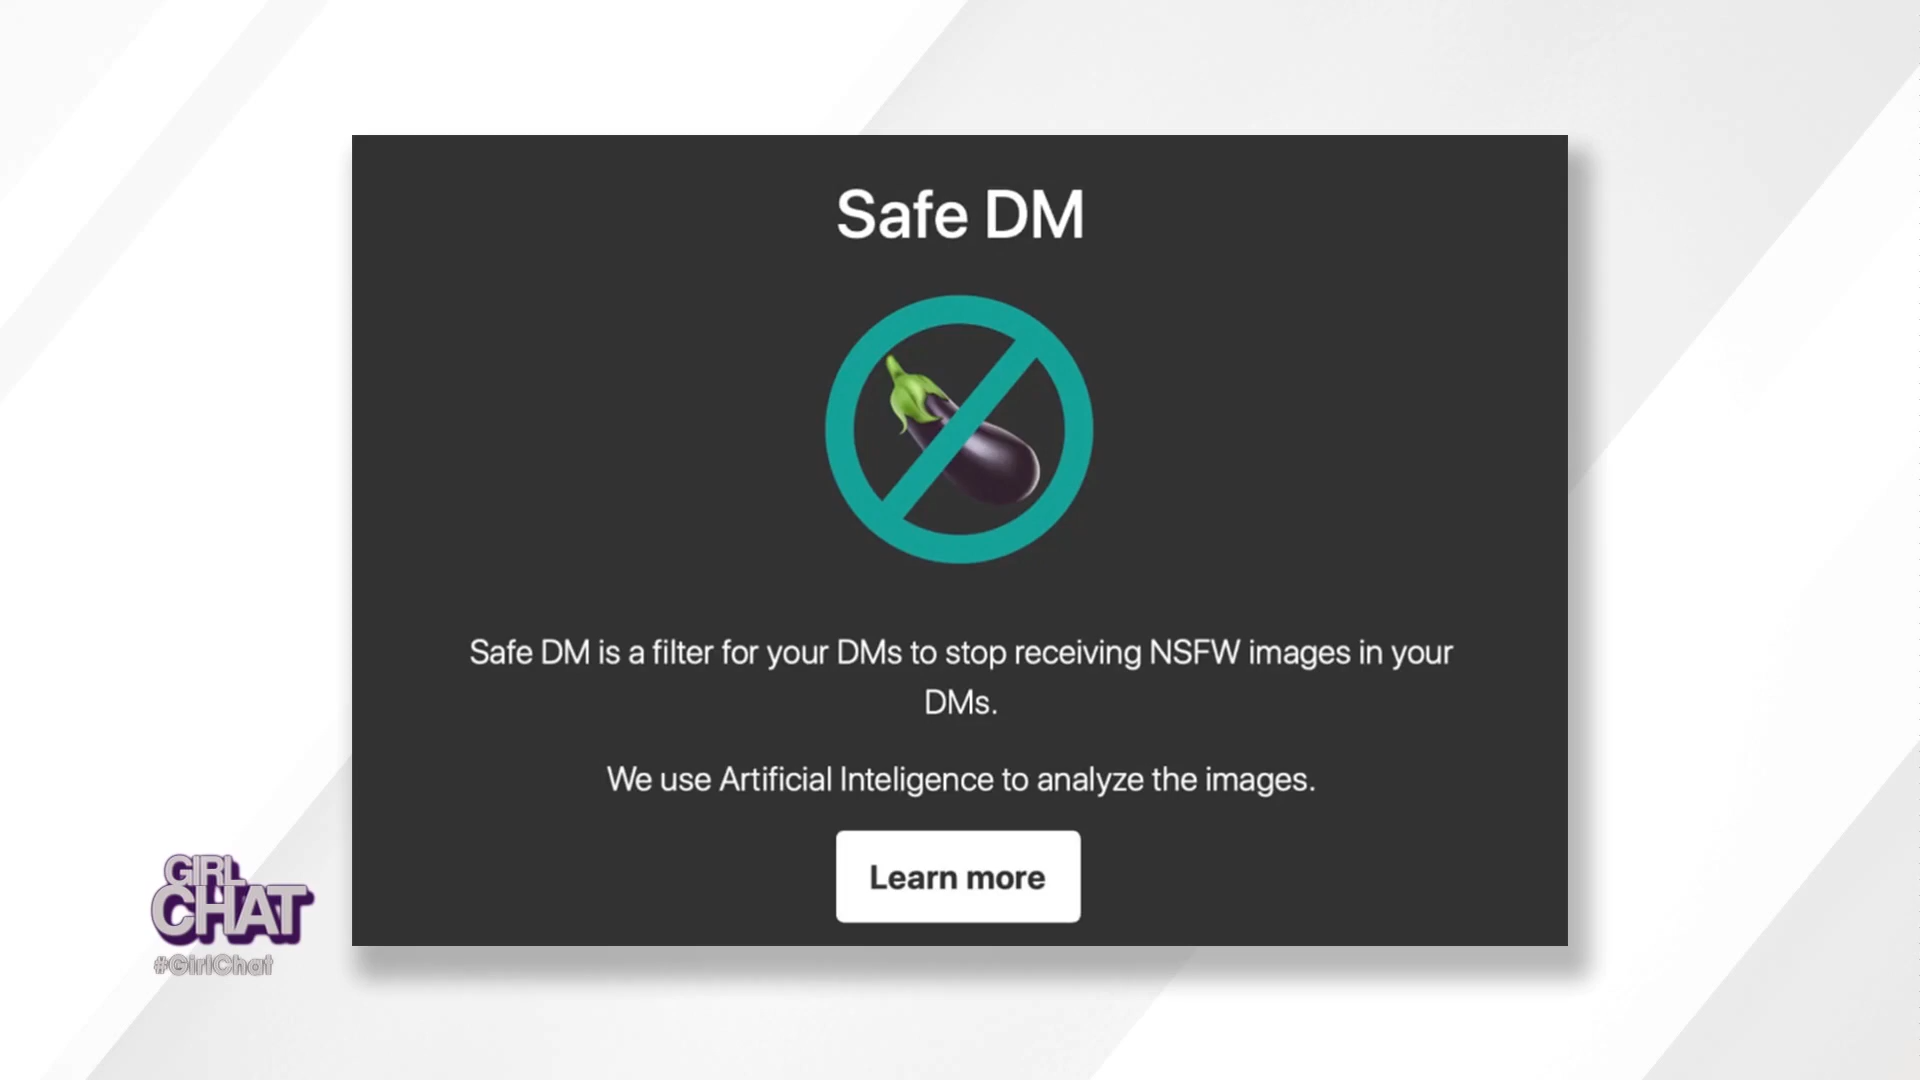 Safe DM
Safe DM is a filter for your DMs to stop receiving NSFW images in your
DMs.
We use Artificial Inteligence to analyze the images.
Learn more
GIRL
CHAT
#GirlChat